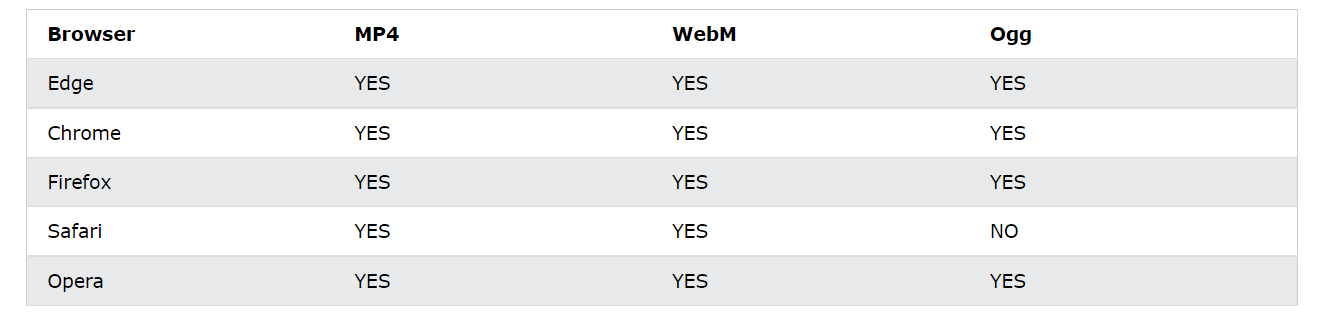 Browser MP4 WebM Ogg
Edge YES YES YES
Chrome YES YES YES
Firefox YES YES YES
Safari YES YES NO
Opera YES YES YES